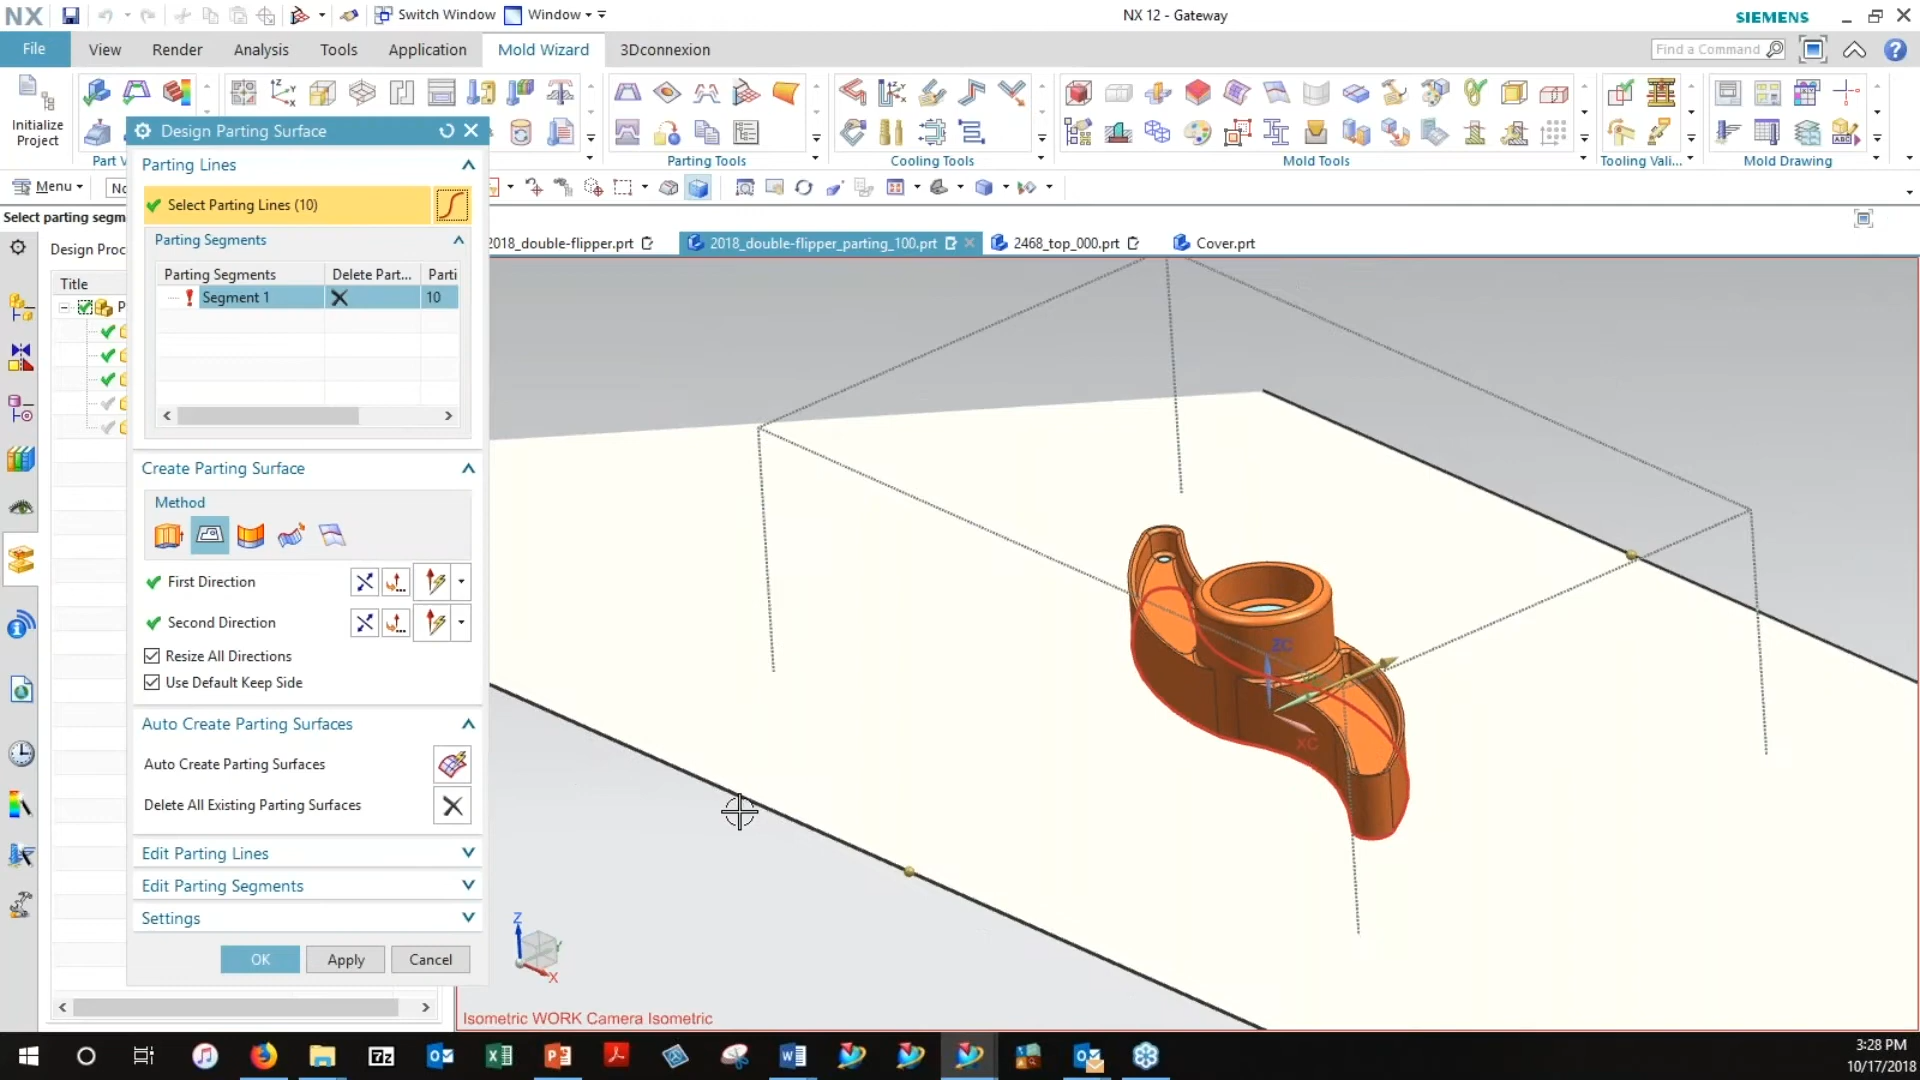 NX
Switch Window
Window
NX 12 - Gateway
SIEMENS
File
View
Render
Analysis
Tools
Application
Mold Wizard
3Dconnexion
Find a Command
Initialize
Project
Part V
Parting Tools
Cooling Tools
Mold Tools
Tooling Vali...
Mold Drawing
Menu
No
Select parting segm
Design Parting Surface
Parting Lines
Select Parting Lines (10)
Parting Segments
Parting Segments
Delete Part...
Parti
Segment 1
10
Create Parting Surface
Method
First Direction
Second Direction
Resize All Directions
Use Default Keep Side
Auto Create Parting Surfaces
Auto Create Parting Surfaces
Delete All Existing Parting Surfaces
Edit Parting Lines
Edit Parting Segments
Settings
OK
Apply
Cancel
Design Proc
Title
P
2018_double-flipper.prt
2018_double-flipper_parting_100.prt
2468_top_000.prt
Cover.prt
ZC
XC
Z
X
Isometric WORK Camera Isometric
3:28 PM
10/17/2018